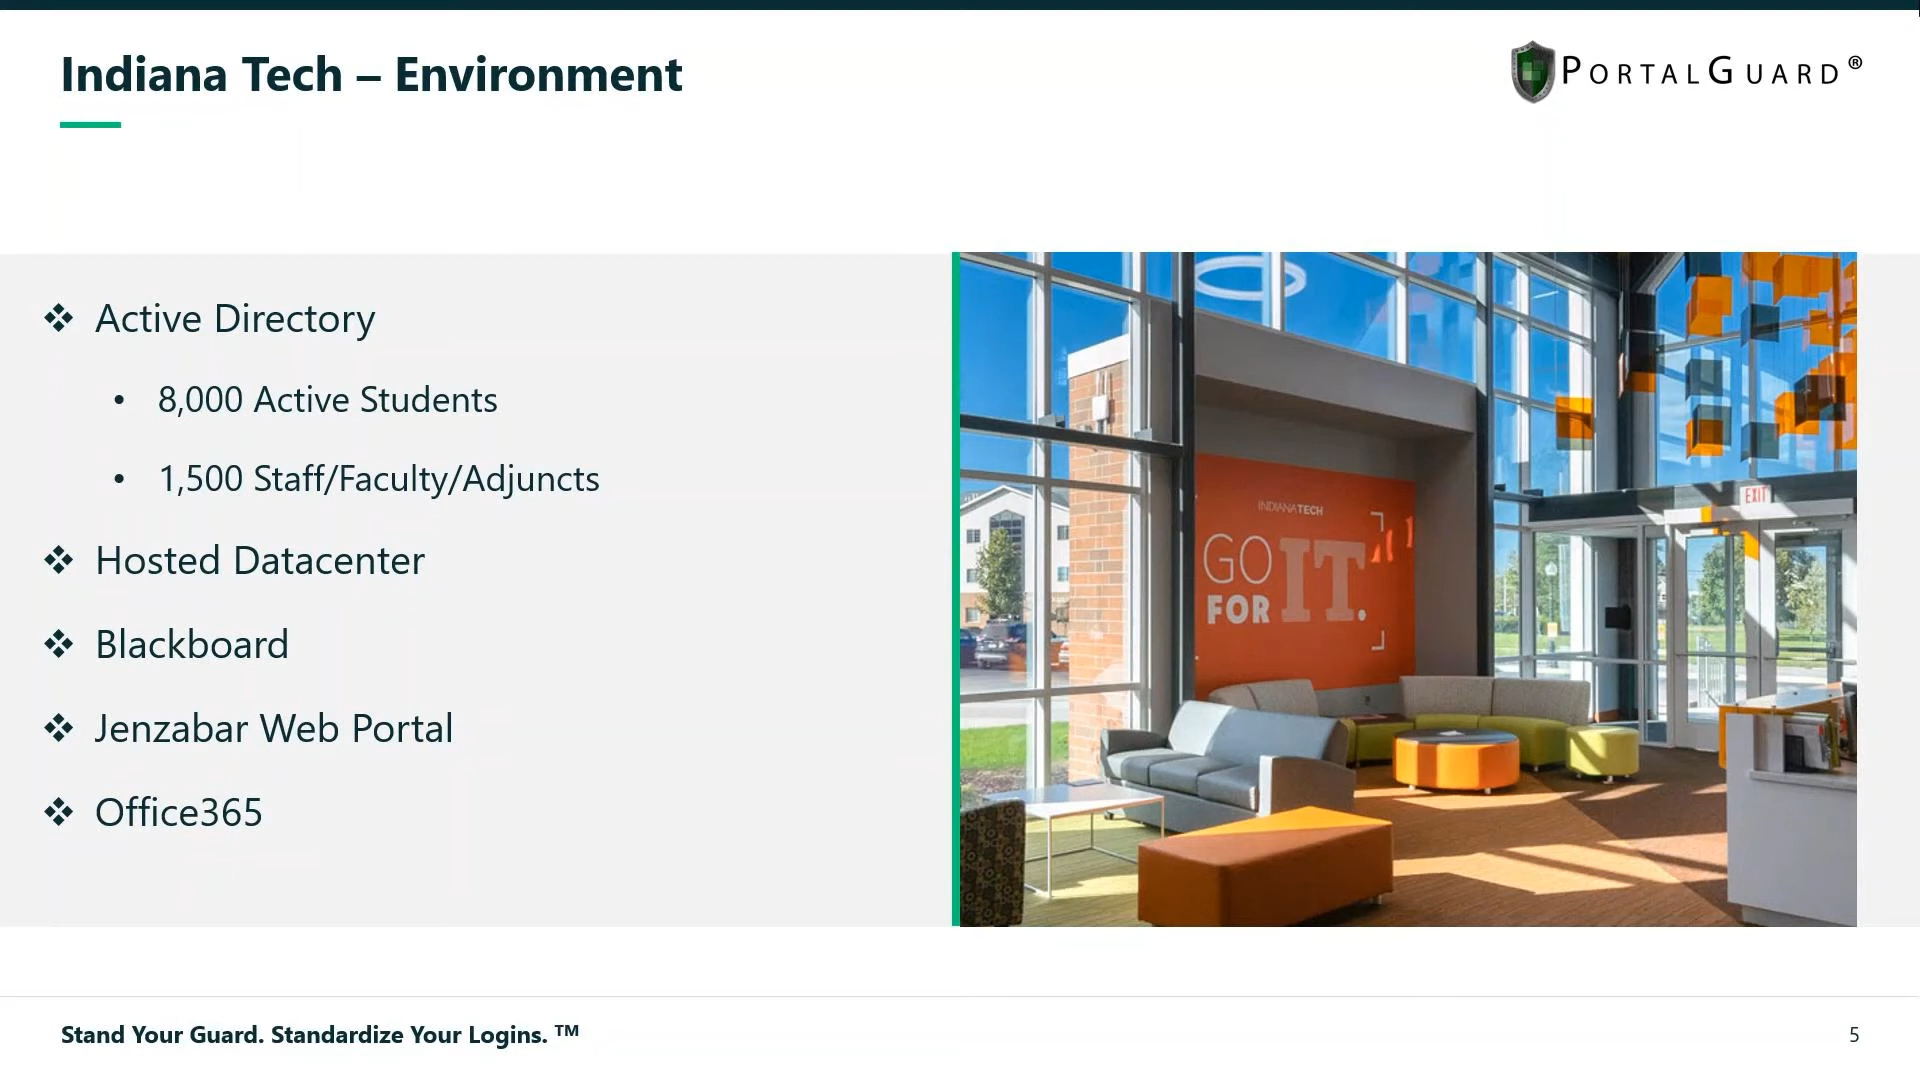 Indiana Tech – Environment
PORTALGUARD®
❖ Active Directory
• 8,000 Active Students
• 1,500 Staff/Faculty/Adjuncts
❖ Hosted Datacenter
❖ Blackboard
❖ Jenzabar Web Portal
❖ Office365
EXIT
INDIANA TECH
GO IT.
FOR
Stand Your Guard. Standardize Your Logins. ™
5